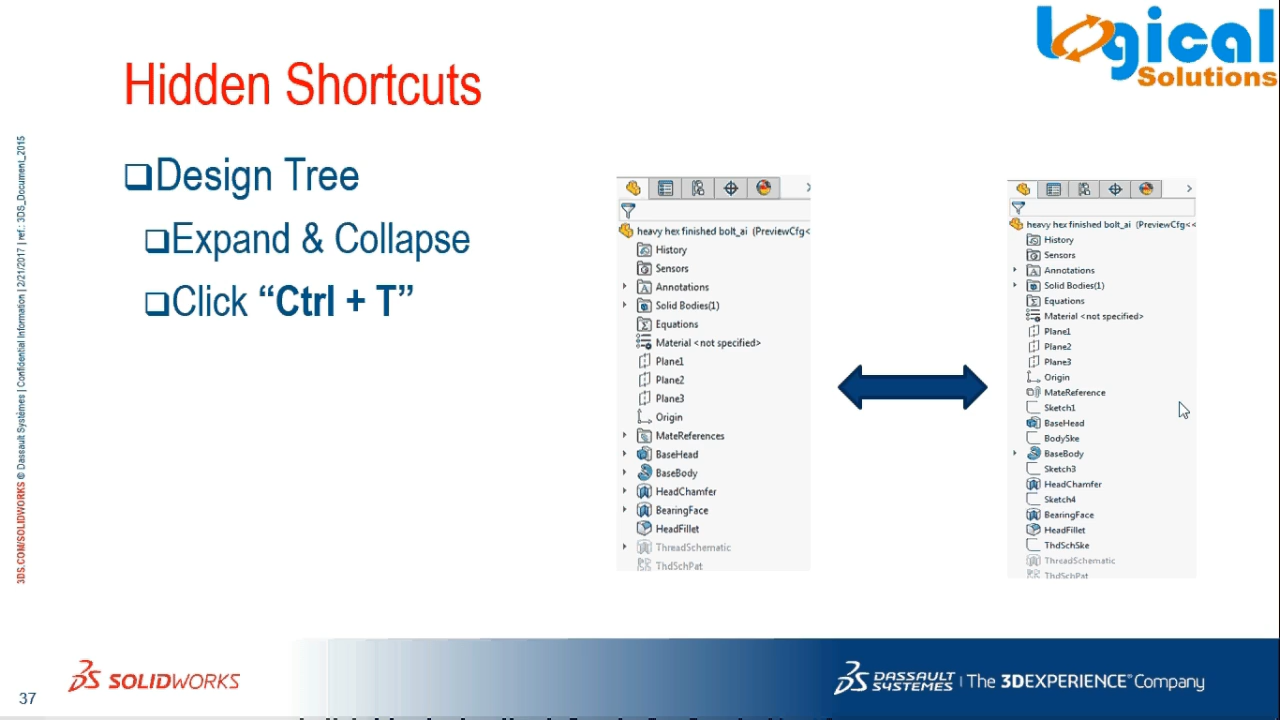 Logical
Solutions
Hidden Shortcuts
Design Tree
Expand & Collapse
Click “Ctrl + T”
heavy hex finished bolt_ai (PreviewCfg<
History
Sensors
Annotations
Solid Bodies(1)
Equations
Material <not specified>
Plane1
Plane2
Plane3
Origin
MateReferences
BaseHead
BaseBody
HeadChamfer
BearingFace
HeadFillet
ThreadSchematic
ThdSchPat
heavy hex finished bolt_ai (PreviewCfg<<
History
Sensors
Annotations
Solid Bodies(1)
Equations
Material <not specified>
Plane1
Plane2
Plane3
Origin
MateReference
Sketch1
BaseHead
BodySke
BaseBody
Sketch3
HeadChamfer
Sketch4
BearingFace
HeadFillet
ThdSchSke
ThreadSchematic
ThdSchPat
3DS.COM/SOLIDWORKS © Dassault Systèmes | Confidential Information | 2/21/2017 | ref.: 3DS_Document_2015
SOLIDWORKS
37
DASSAULT
SYSTEMES | The 3DEXPERIENCE® Company